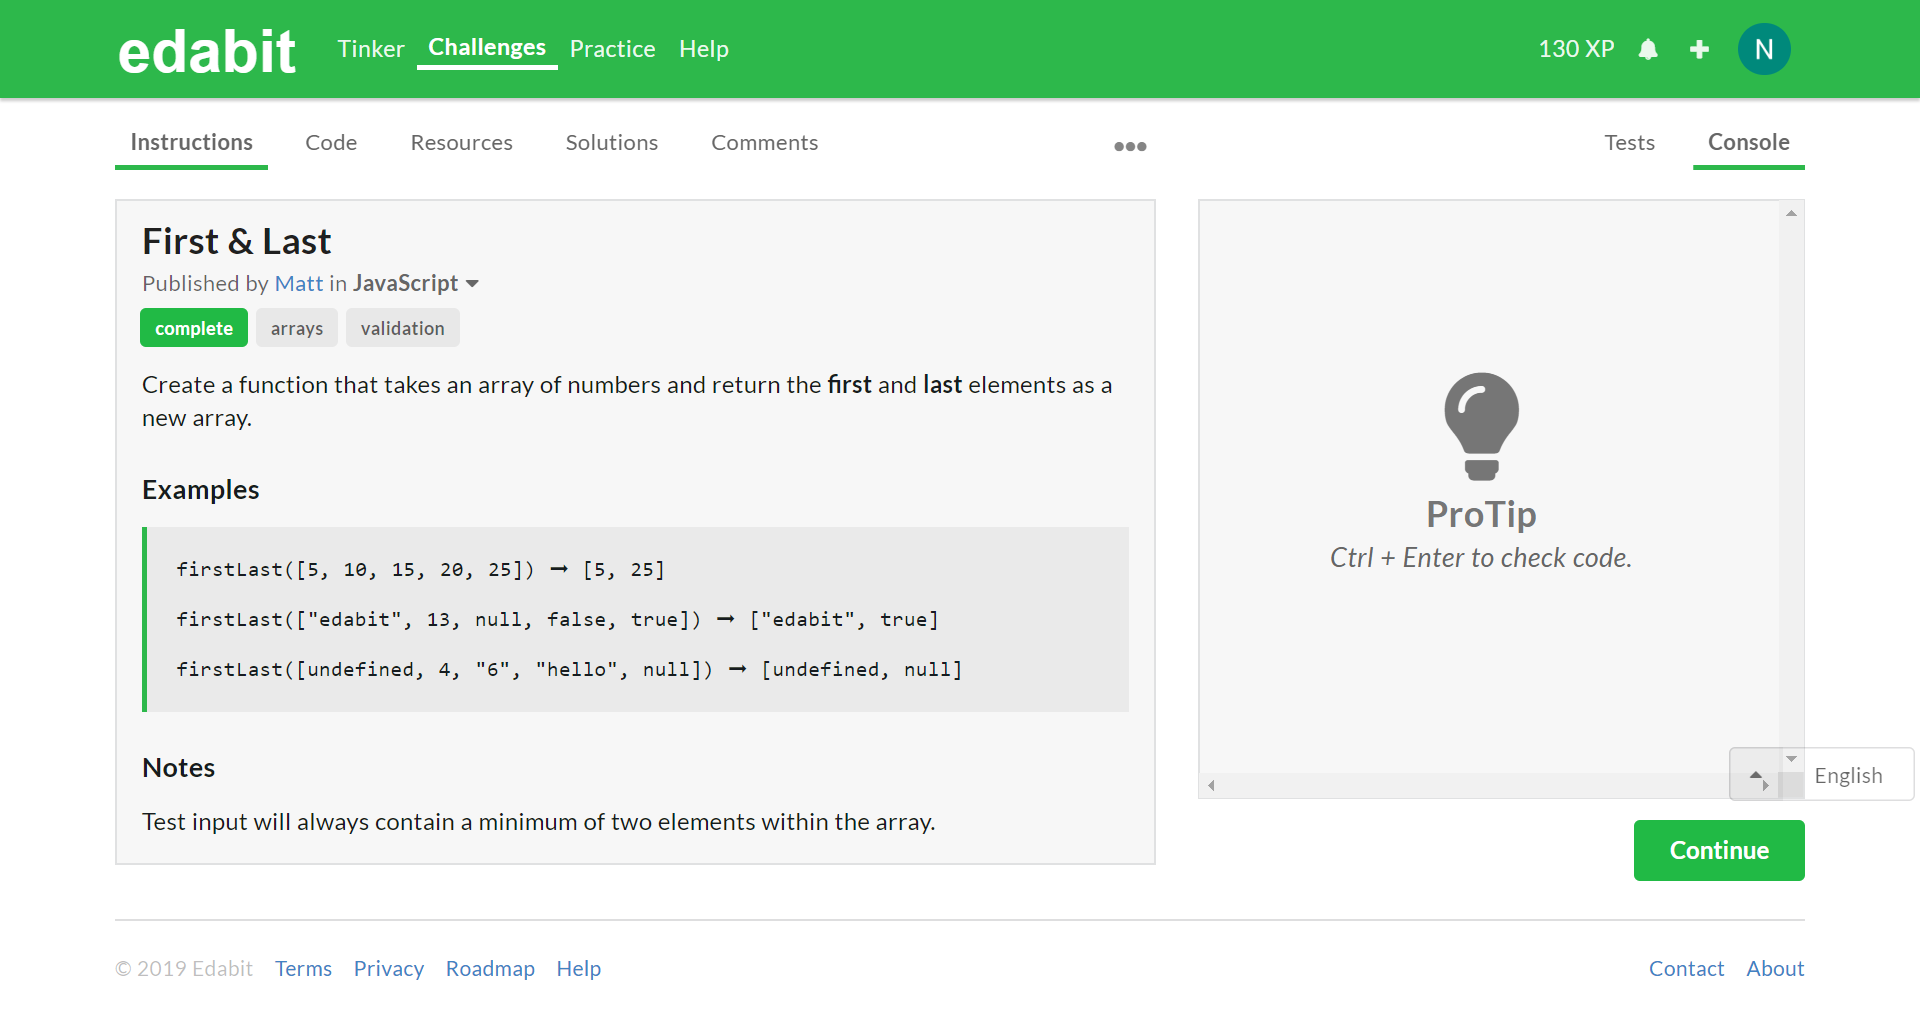 edabit Tinker Challenges Practice Help 130 XP N
Instructions Code Resources Solutions Comments Tests Console
First & Last
Published by Matt in JavaScript
complete arrays validation
Create a function that takes an array of numbers and return the first and last elements as a
new array.
Examples
firstLast([5, 10, 15, 20, 25]) ➞ [5, 25]
firstLast(["edabit", 13, null, false, true]) ➞ ["edabit", true]
firstLast([undefined, 4, "6", "hello", null]) ➞ [undefined, null]
Notes
Test input will always contain a minimum of two elements within the array.
ProTip
Ctrl + Enter to check code.
English
Continue
© 2019 Edabit Terms Privacy Roadmap Help Contact About